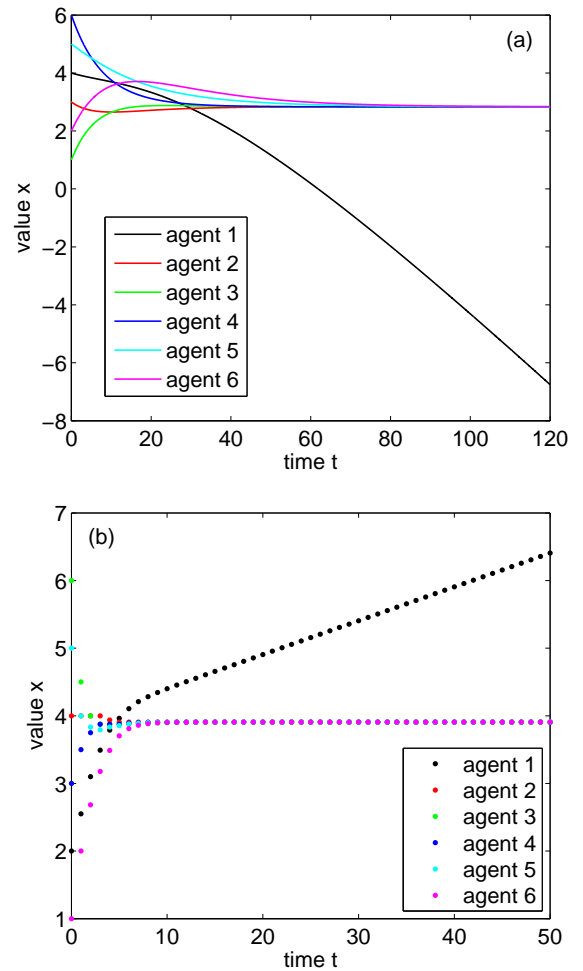 6
(a)
4
2
0
−2
−4
−6
−8
value x
agent 1
agent 2
agent 3
agent 4
agent 5
agent 6
0 20 40 60 80 100 120
time t
7
(b)
6
5
4
3
2
1
value x
agent 1
agent 2
agent 3
agent 4
agent 5
agent 6
0 10 20 30 40 50
time t